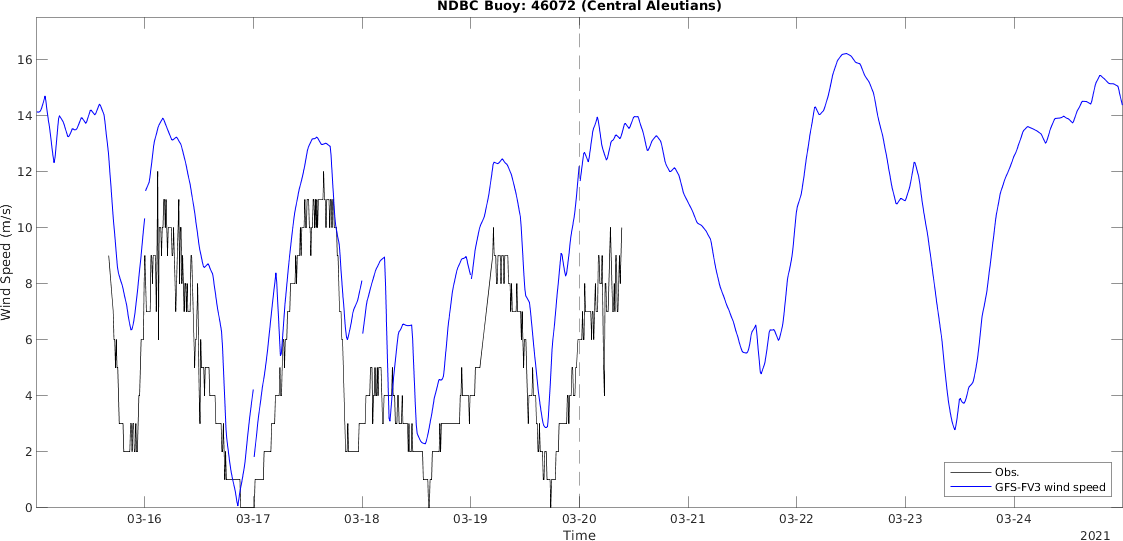 NDBC Buoy: 46072 (Central Aleutians)
Wind Speed (m/s)
16
14
12
10
8
6
4
2
0
Obs.
GFS-FV3 wind speed
03-16 03-17 03-18 03-19 03-20 03-21 03-22 03-23 03-24
Time
2021